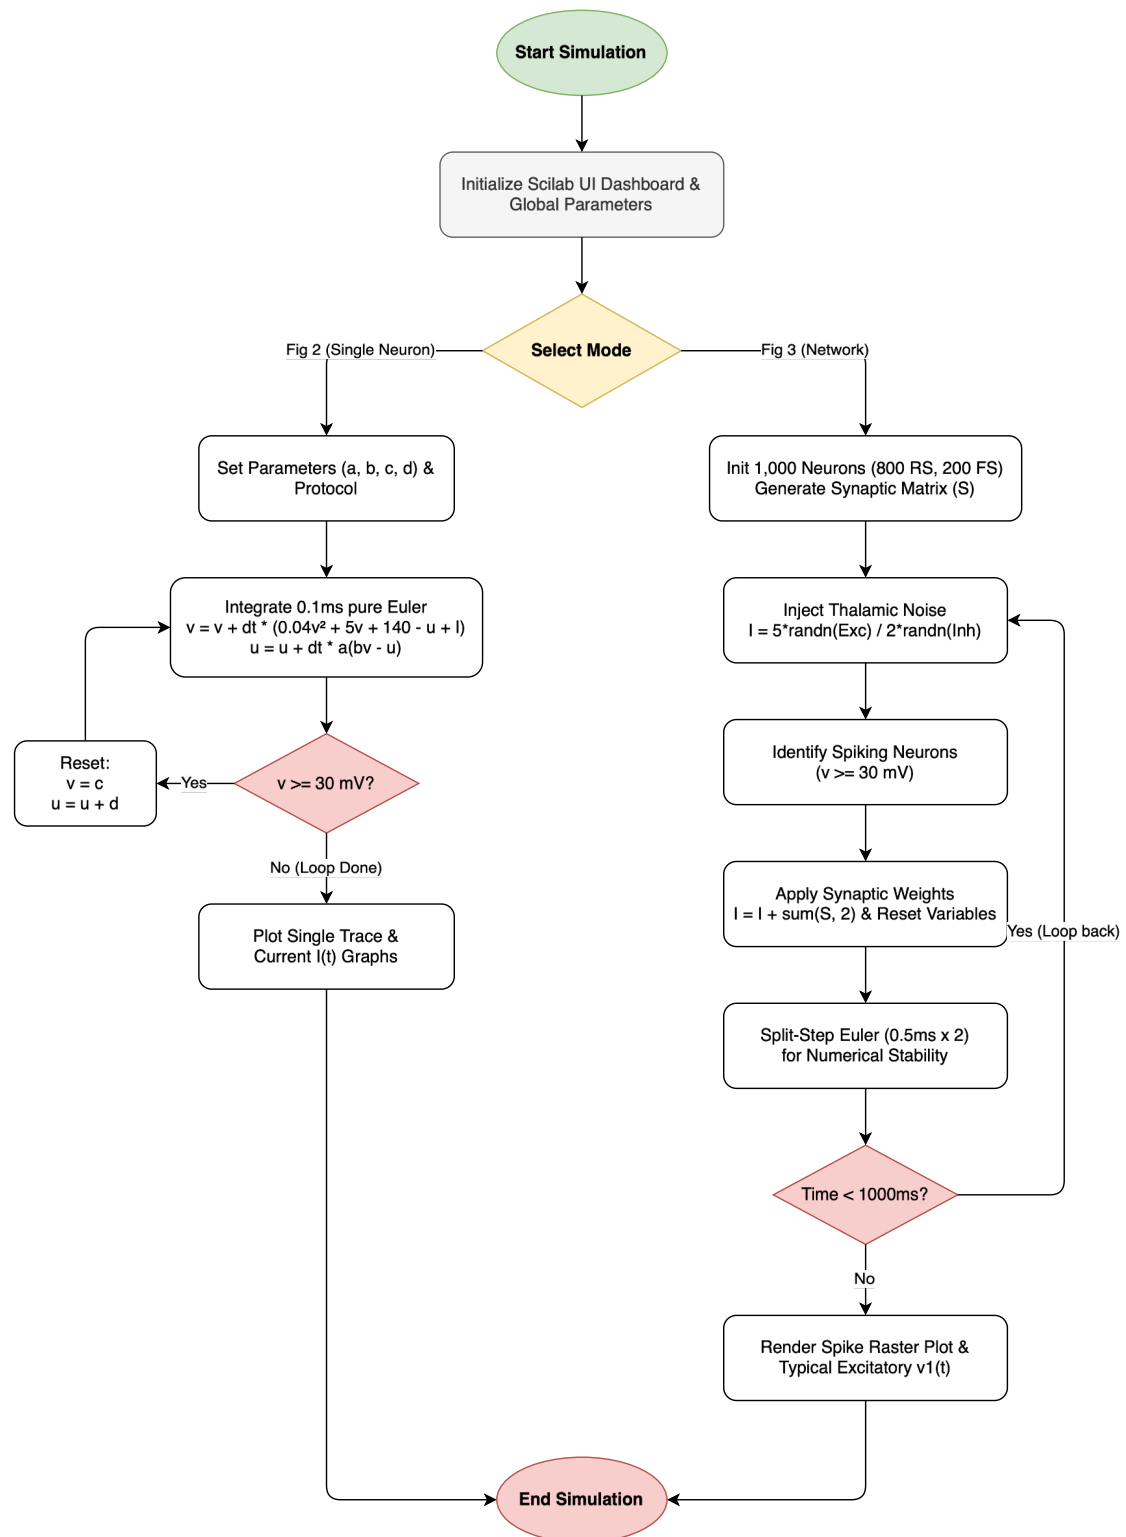 Start Simulation
Initialize Scilab UI Dashboard &
Global Parameters
Select Mode
Fig 2 (Single Neuron)
Fig 3 (Network)
Set Parameters (a, b, c, d) &
Protocol
Integrate 0.1ms pure Euler
v = v + dt * (0.04v² + 5v + 140 - u + I)
u = u + dt * a(bv - u)
Reset:
v = c
u = u + d
Yes
v >= 30 mV?
No (Loop Done)
Plot Single Trace &
Current I(t) Graphs
Init 1,000 Neurons (800 RS, 200 FS)
Generate Synaptic Matrix (S)
Inject Thalamic Noise
I = 5*randn(Exc) / 2*randn(Inh)
Identify Spiking Neurons
(v >= 30 mV)
Apply Synaptic Weights
I = I + sum(S, 2) & Reset Variables
Yes (Loop back)
Split-Step Euler (0.5ms x 2)
for Numerical Stability
Time < 1000ms?
No
Render Spike Raster Plot &
Typical Excitatory v1(t)
End Simulation